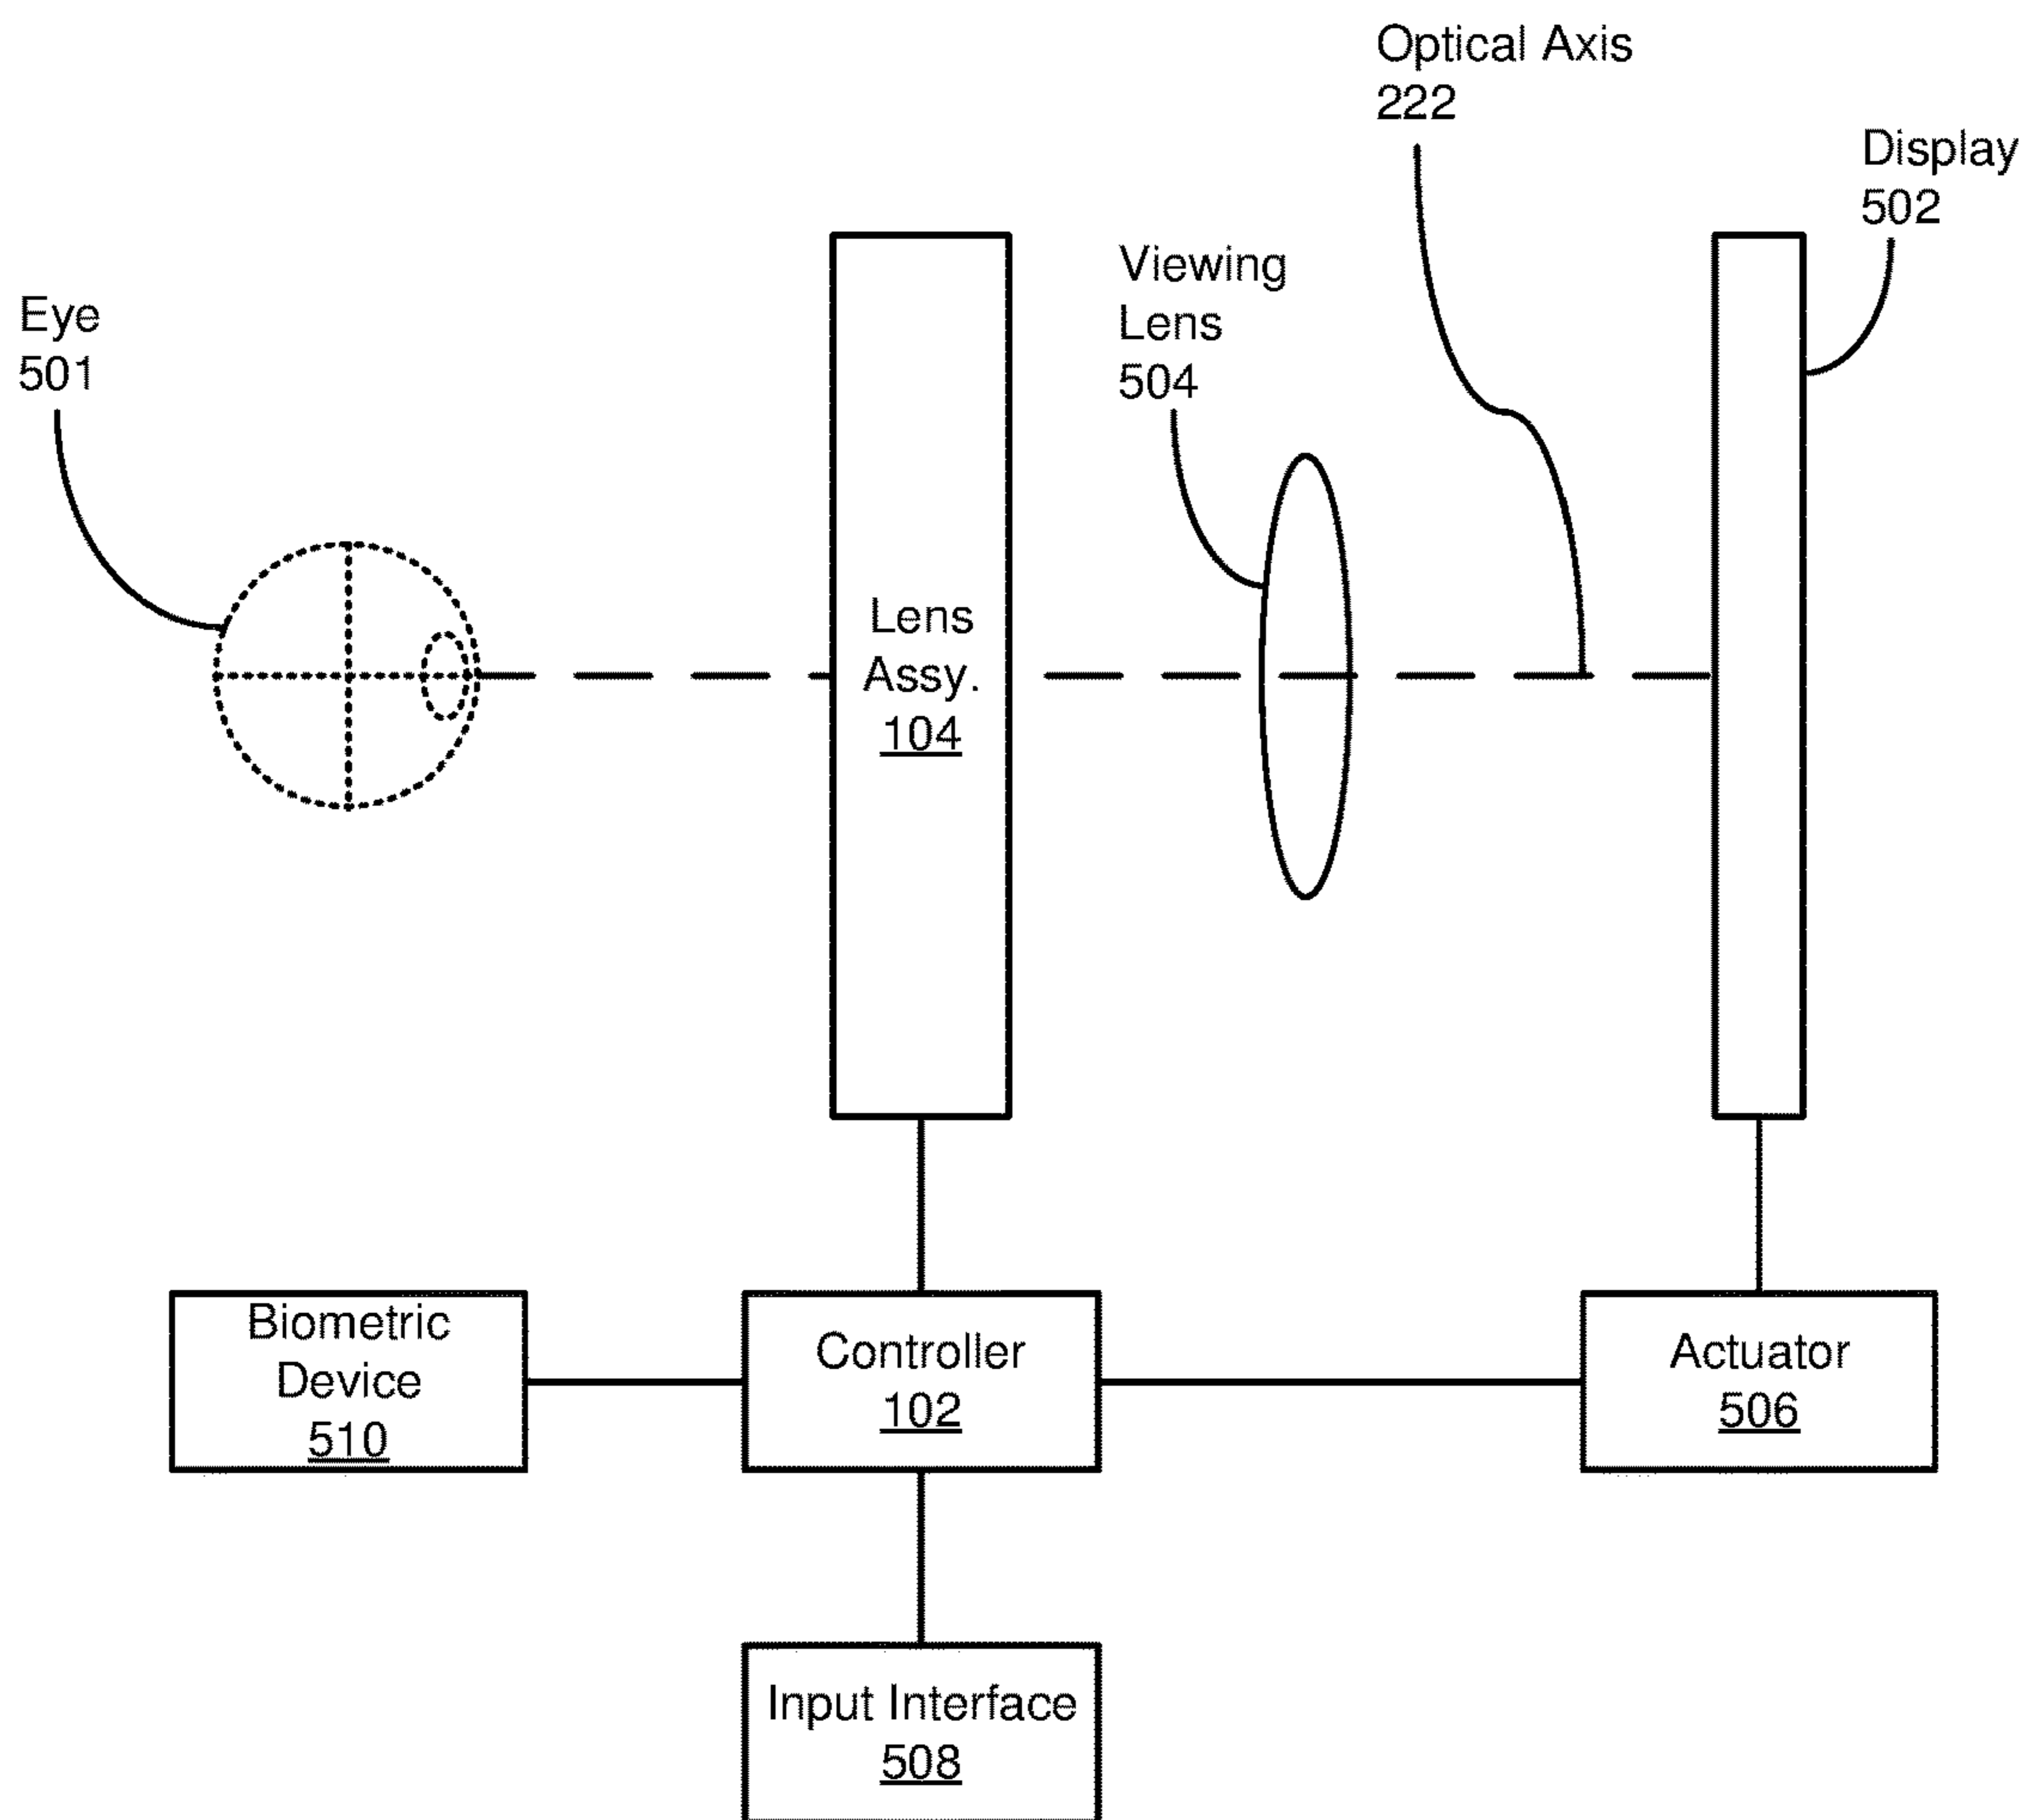 Optical Axis
222
Display
502
Viewing
Lens
504
Eye
501
Lens
Assy.
104
Biometric
Device
510
Controller
102
Actuator
506
Input Interface
508